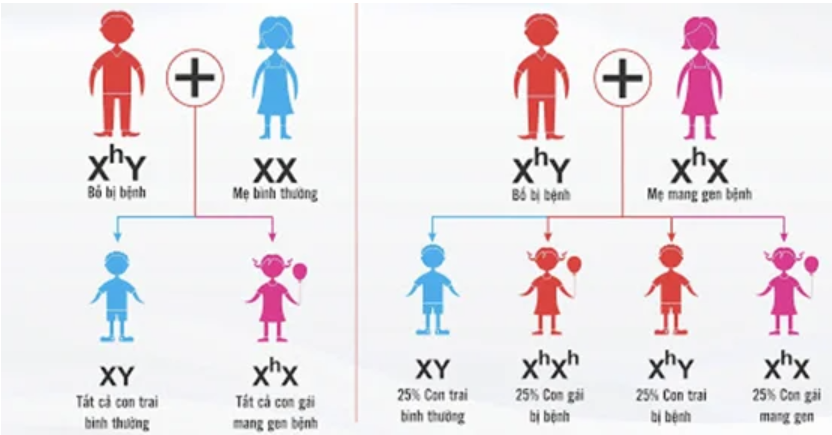 XʰY
Bố bị bệnh
XX
Mẹ bình thường
XY
Tất cả con trai
bình thường
XʰX
Tất cả con gái
mang gen bệnh
XʰY
Bố bị bệnh
XʰX
Mẹ mang gen bệnh
XY
25% Con trai
bình thường
XʰXʰ
25% Con gái
bị bệnh
XʰY
25% Con trai
bị bệnh
XʰX
25% Con gái
mang gen